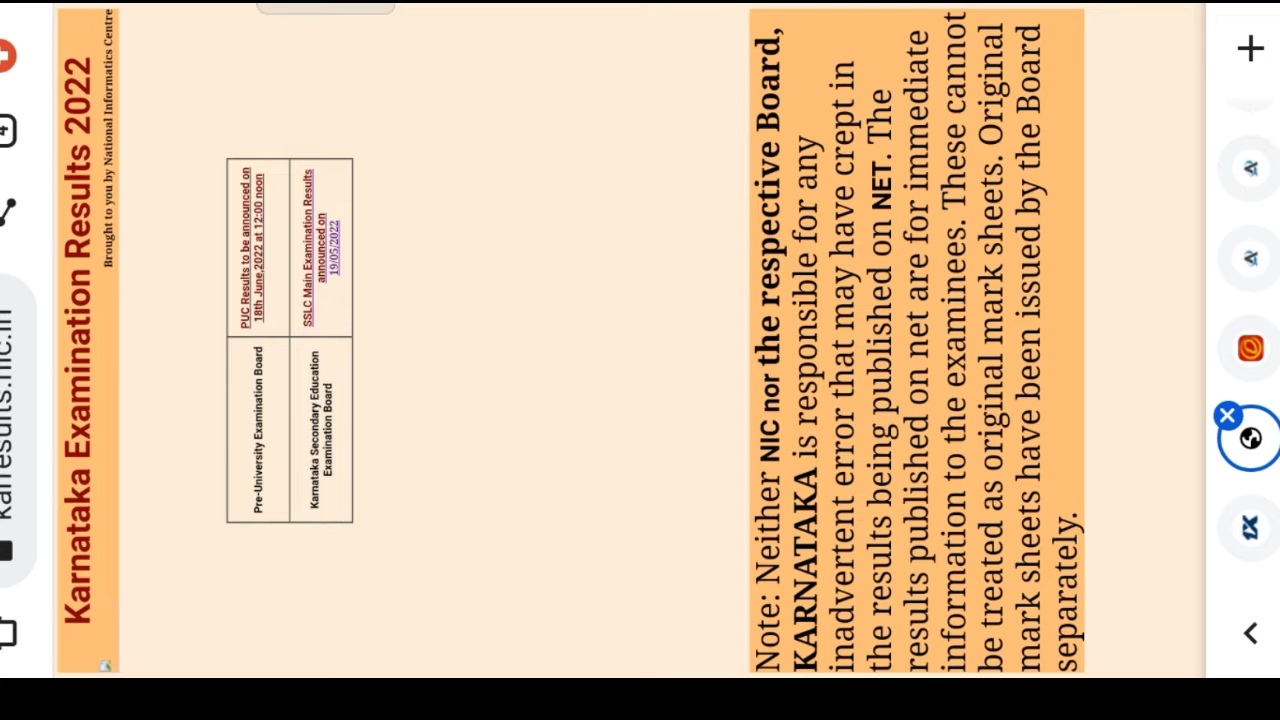 4
karresults.nic.in
Karnataka Examination Results 2022
Brought to you by National Informatics Centre
Pre-University Examination Board
PUC Results to be announced on
18th June,2022 at 12:00 noon
Karnataka Secondary Education
Examination Board
SSLC Main Examination Results
announced on
19/05/2022
Note: Neither NIC nor the respective Board,
KARNATAKA is responsible for any
inadvertent error that may have crept in
the results being published on NET. The
results published on net are for immediate
information to the examinees. These cannot
be treated as original mark sheets. Original
mark sheets have been issued by the Board
separately.
1X